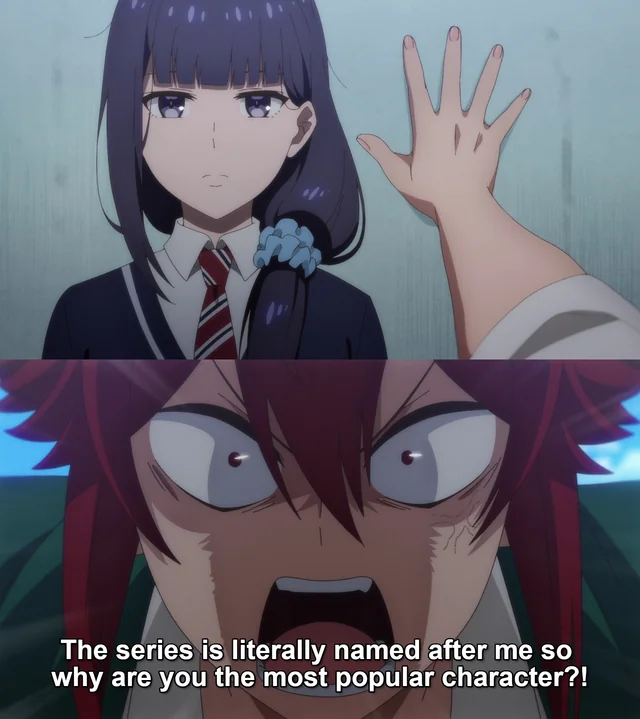 The series is literally named after me so
why are you the most popular character?!